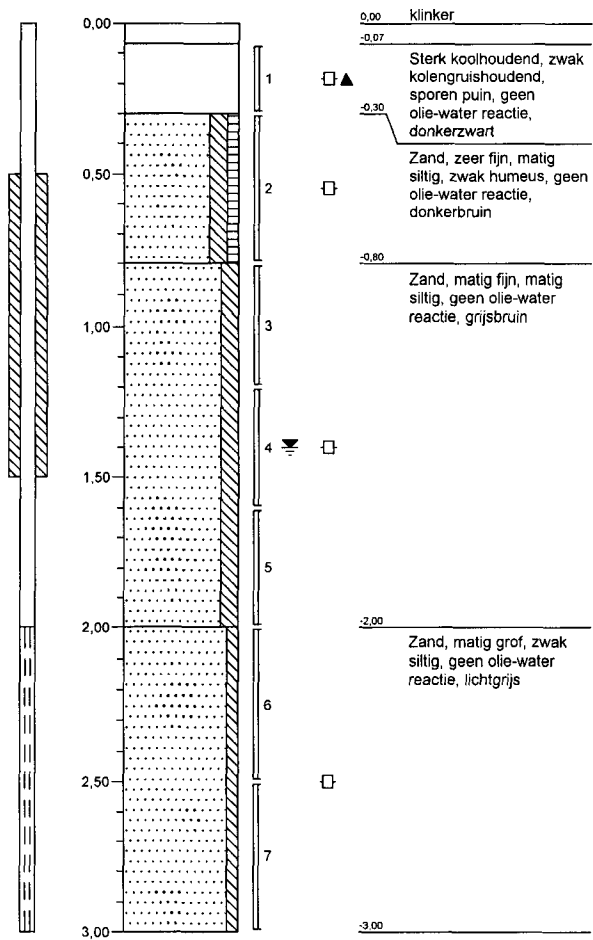 0,00
0,50
1,00
1,50
2,00
2,50
3,00
1
2
3
4
5
6
7
0,00 klinker
-0,07
Sterk koolhoudend, zwak
kolengruishoudend,
sporen puin, geen
olie-water reactie,
donkerzwart
-0,30
Zand, zeer fijn, matig
siltig, zwak humeus, geen
olie-water reactie,
donkerbruin
-0,80
Zand, matig fijn, matig
siltig, geen olie-water
reactie, grijsbruin
-2,00
Zand, matig grof, zwak
siltig, geen olie-water
reactie, lichtgrijs
-3,00